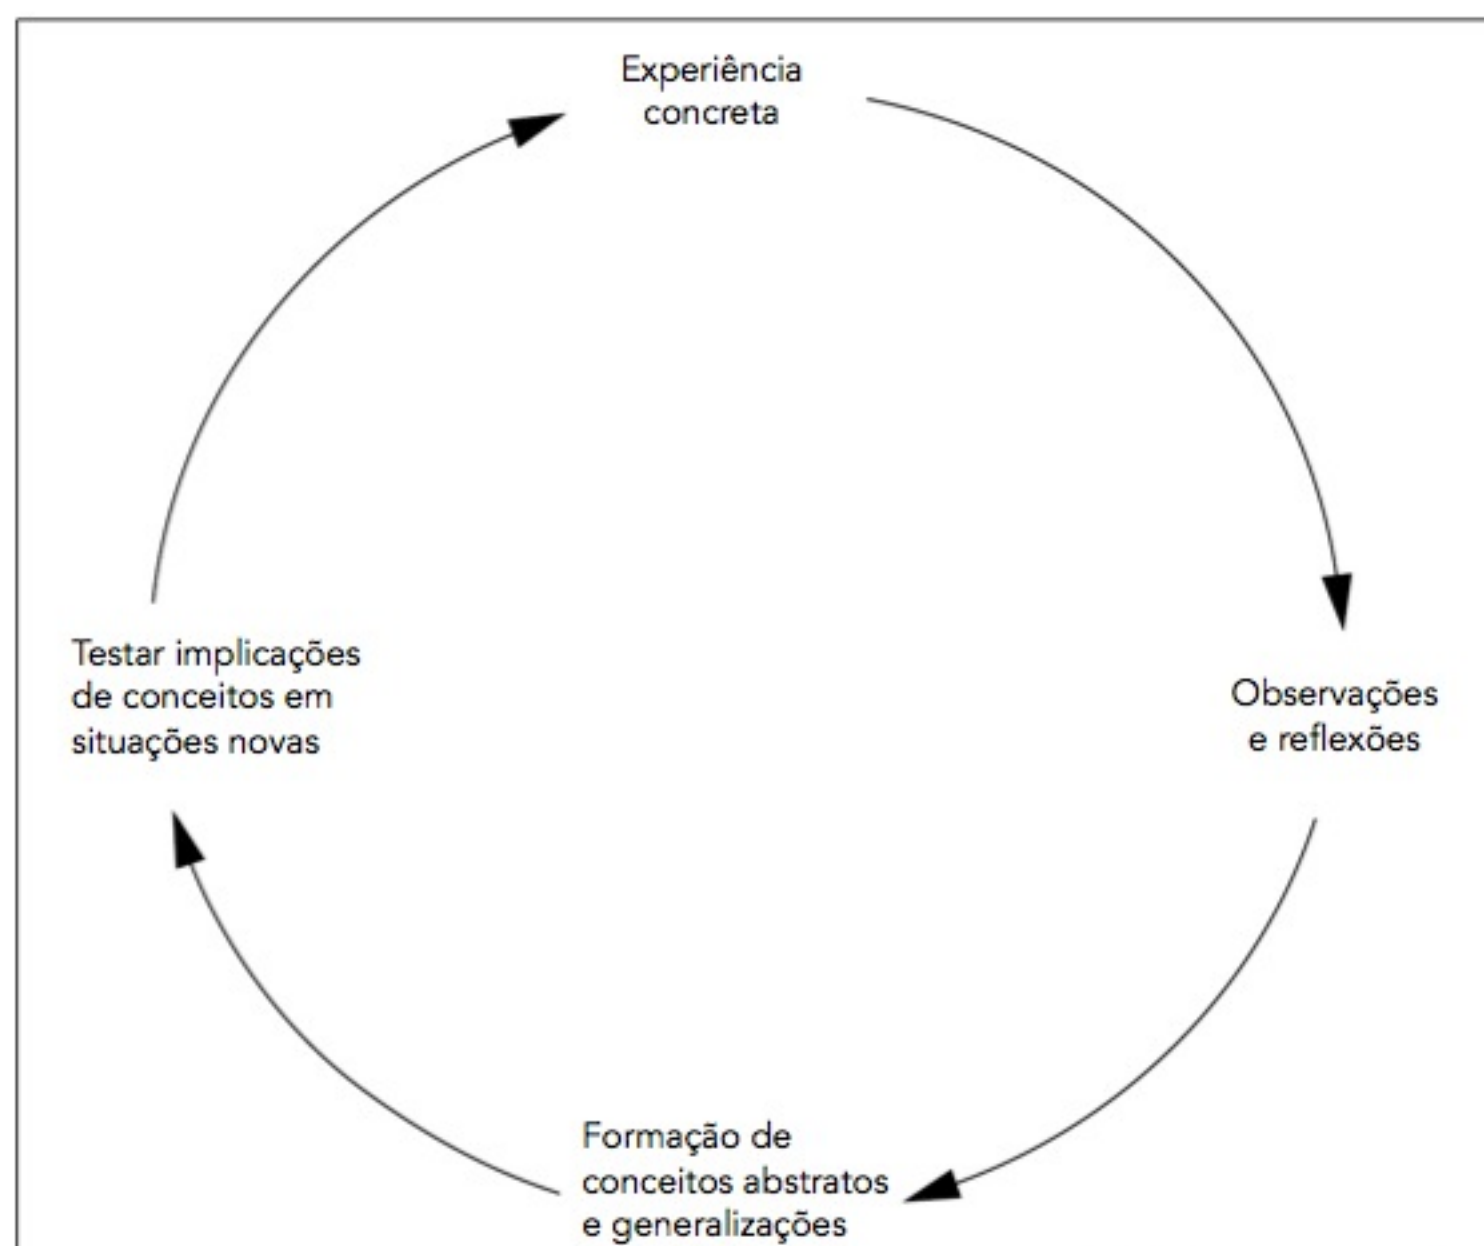 Experiência
concreta
Testar implicações
de conceitos em
situações novas
Observações
e reflexões
Formação de
conceitos abstratos
e generalizações